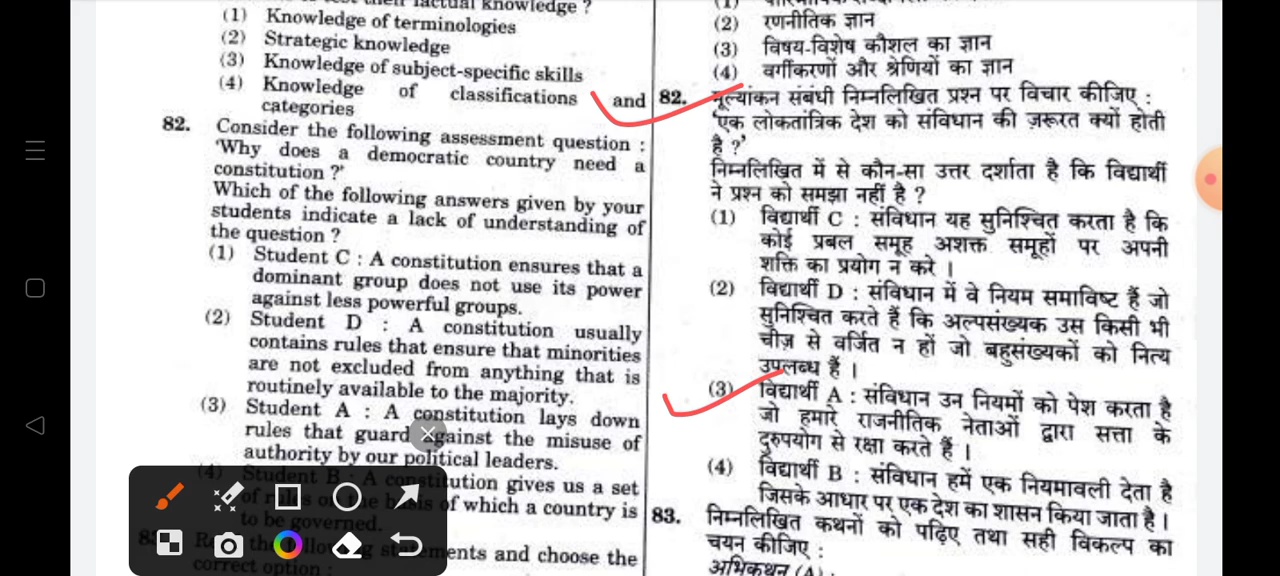 (1) Knowledge of terminologies
(2) Strategic knowledge
(3) Knowledge of subject-specific skills
(4) Knowledge of classifications and
categories
82. Consider the following assessment question :
'Why does a democratic country need a
constitution ?'
Which of the following answers given by your
students indicate a lack of understanding of
the question ?
(1) Student C : A constitution ensures that a
dominant group does not use its power
against less powerful groups.
(2) Student D : A constitution usually
contains rules that ensure that minorities
are not excluded from anything that is
routinely available to the majority.
(3) Student A : A constitution lays down
rules that guard against the misuse of
authority by our political leaders.
(4) Student B : A constitution gives us a set
of rules on the basis of which a country is
to be governed.
statements and choose the
correct option :
(2) रणनीतिक ज्ञान
(3) विषय-विशेष कौशल का ज्ञान
(4) वर्गीकरणों और श्रेणियों का ज्ञान
82. मूल्यांकन संबंधी निम्नलिखित प्रश्न पर विचार कीजिए :
'एक लोकतांत्रिक देश को संविधान की ज़रूरत क्यों होती
है ?'
निम्नलिखित में से कौन-सा उत्तर दर्शाता है कि विद्यार्थी
ने प्रश्न को समझा नहीं है ?
(1) विद्यार्थी C : संविधान यह सुनिश्चित करता है कि
कोई प्रबल समूह अशक्त समूहों पर अपनी
शक्ति का प्रयोग न करे ।
(2) विद्यार्थी D : संविधान में वे नियम समाविष्ट हैं जो
सुनिश्चित करते हैं कि अल्पसंख्यक उस किसी भी
चीज़ से वर्जित न हों जो बहुसंख्यकों को नित्य
उपलब्ध हैं ।
(3) विद्यार्थी A : संविधान उन नियमों को पेश करता है
जो हमारे राजनीतिक नेताओं द्वारा सत्ता के
दुरुपयोग से रक्षा करते हैं ।
(4) विद्यार्थी B : संविधान हमें एक नियमावली देता है
जिसके आधार पर एक देश का शासन किया जाता है ।
83. निम्नलिखित कथनों को पढ़िए तथा सही विकल्प का
चयन कीजिए :
अभिकथन (A) :